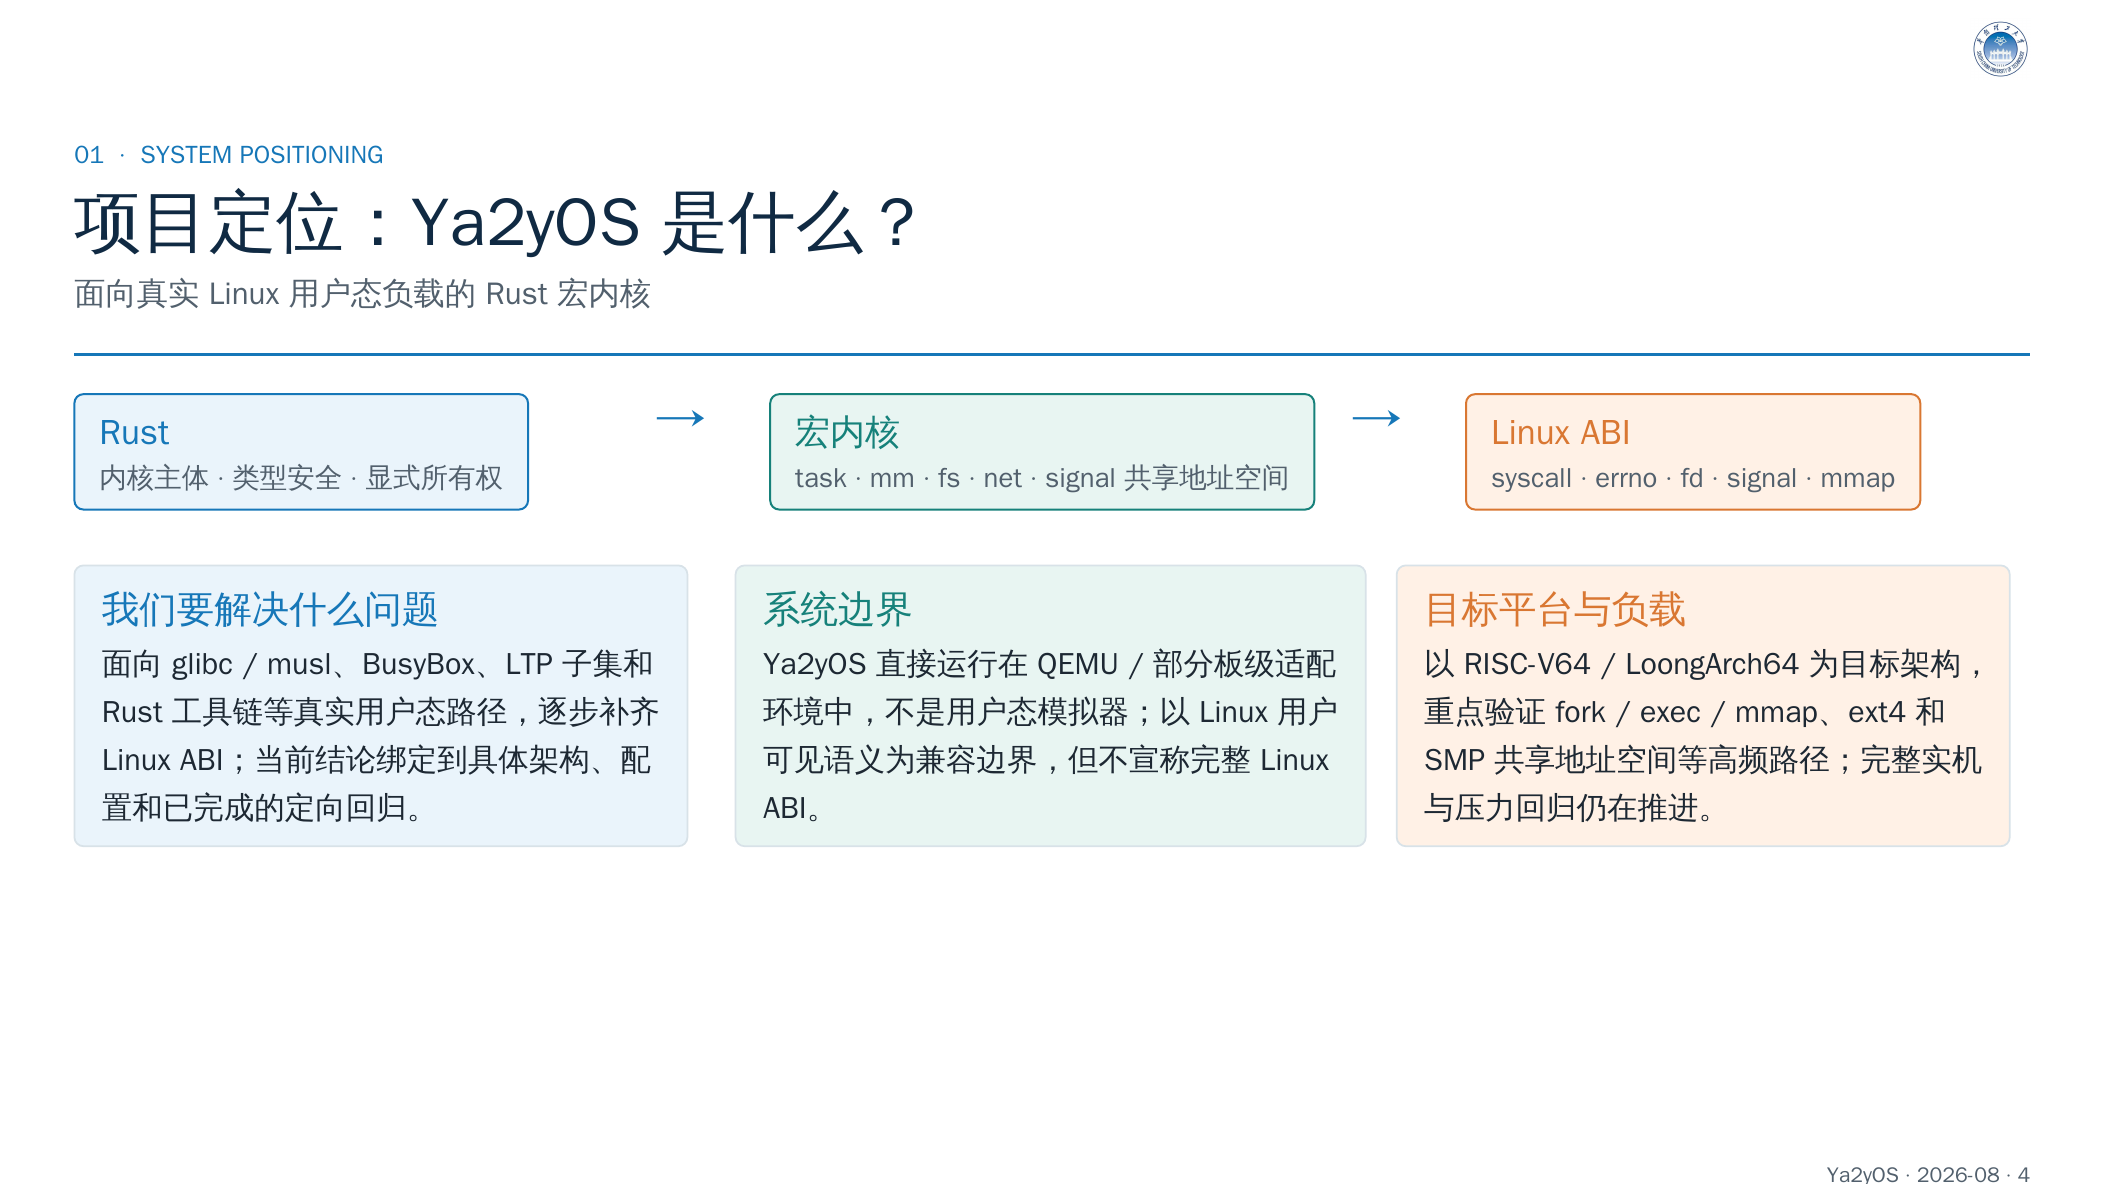 01 · SYSTEM POSITIONING
项目定位：Ya2yOS 是什么？
面向真实 Linux 用户态负载的 Rust 宏内核
Rust
内核主体 · 类型安全 · 显式所有权
宏内核
task · mm · fs · net · signal 共享地址空间
Linux ABI
syscall · errno · fd · signal · mmap
我们要解决什么问题
面向 glibc / musl、BusyBox、LTP 子集和
Rust 工具链等真实用户态路径，逐步补齐
Linux ABI；当前结论绑定到具体架构、配
置和已完成的定向回归。
系统边界
Ya2yOS 直接运行在 QEMU / 部分板级适配
环境中，不是用户态模拟器；以 Linux 用户
可见语义为兼容边界，但不宣称完整 Linux
ABI。
目标平台与负载
以 RISC-V64 / LoongArch64 为目标架构，
重点验证 fork / exec / mmap、ext4 和
SMP 共享地址空间等高频路径；完整实机
与压力回归仍在推进。
Ya2yOS · 2026-08 · 4